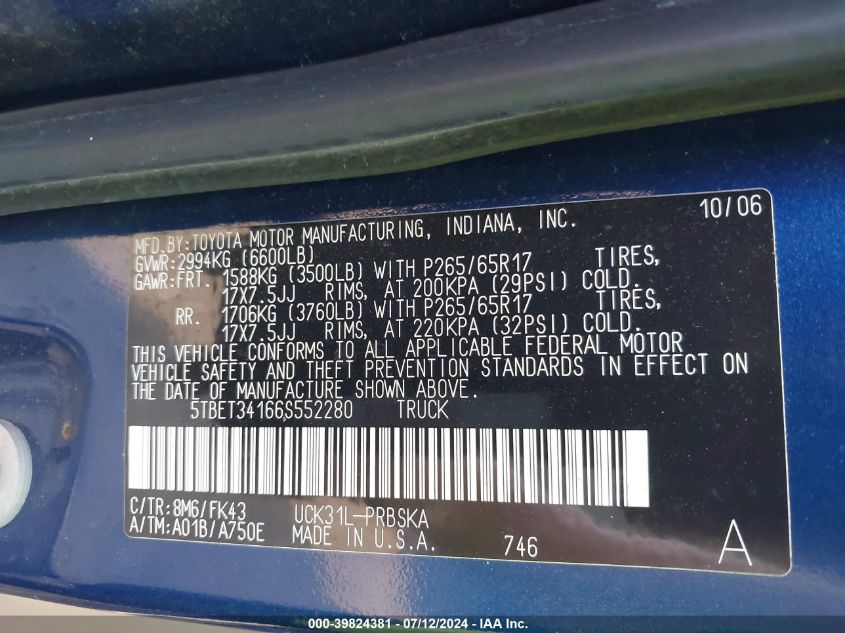 10/06
MFD.BY:TOYOTA MOTOR MANUFACTURING, INDIANA, INC.
GVWR:2994KG (6600LB)
GAWR:FRT. 1588KG (3500LB) WITH P265/65R17 TIRES,
17X7.5JJ RIMS, AT 200KPA (29PSI) COLD.
RR. 1706KG (3760LB) WITH P265/65R17 TIRES,
17X7.5JJ RIMS, AT 220KPA (32PSI) COLD.
THIS VEHICLE CONFORMS TO ALL APPLICABLE FEDERAL MOTOR
VEHICLE SAFETY AND THEFT PREVENTION STANDARDS IN EFFECT ON
THE DATE OF MANUFACTURE SHOWN ABOVE.
5TBET34166S552280 TRUCK
C/TR:8M6/FK43 UCK31L-PRBSKA
A/TM:A01B/A750E MADE IN U.S.A. 746 A
000-39824381 - 07/12/2024 - IAA Inc.